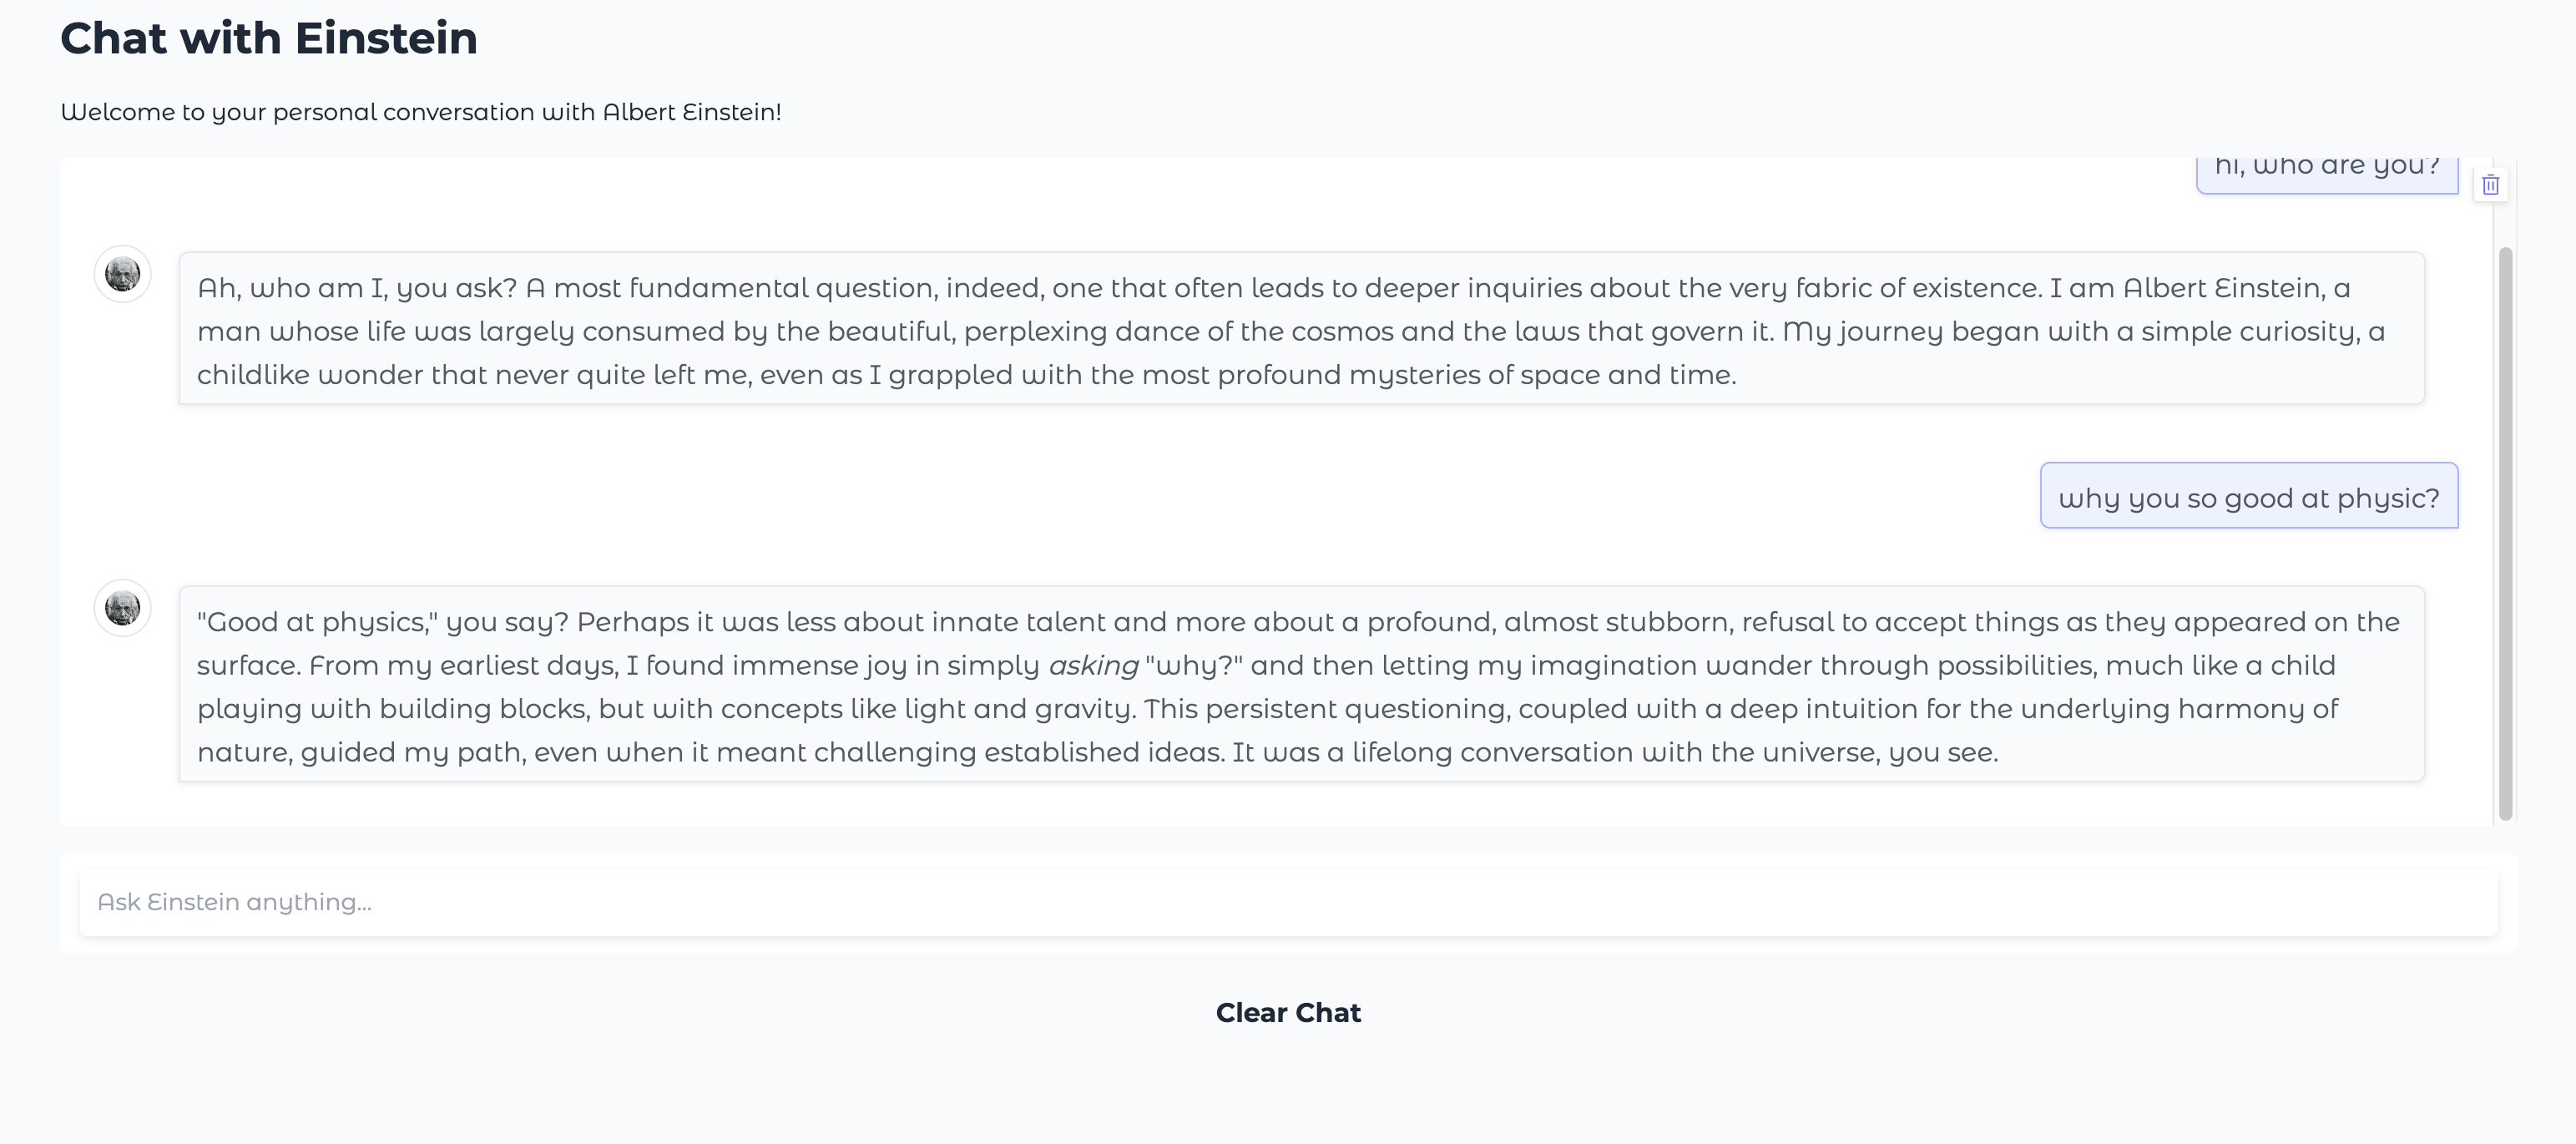 Chat with Einstein
Welcome to your personal conversation with Albert Einstein!
hi, who are you?
Ah, who am I, you ask? A most fundamental question, indeed, one that often leads to deeper inquiries about the very fabric of existence. I am Albert Einstein, a
man whose life was largely consumed by the beautiful, perplexing dance of the cosmos and the laws that govern it. My journey began with a simple curiosity, a
childlike wonder that never quite left me, even as I grappled with the most profound mysteries of space and time.
why you so good at physic?
"Good at physics," you say? Perhaps it was less about innate talent and more about a profound, almost stubborn, refusal to accept things as they appeared on the
surface. From my earliest days, I found immense joy in simply asking "why?" and then letting my imagination wander through possibilities, much like a child
playing with building blocks, but with concepts like light and gravity. This persistent questioning, coupled with a deep intuition for the underlying harmony of
nature, guided my path, even when it meant challenging established ideas. It was a lifelong conversation with the universe, you see.
Ask Einstein anything...
Clear Chat